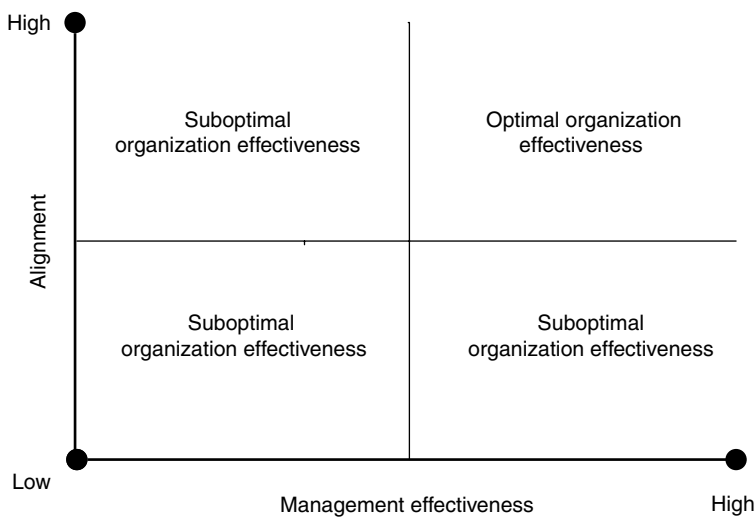 High
Suboptimal
organization effectiveness
Optimal organization
effectiveness
Alignment
Suboptimal
organization effectiveness
Suboptimal
organization effectiveness
Low
Management effectiveness
High